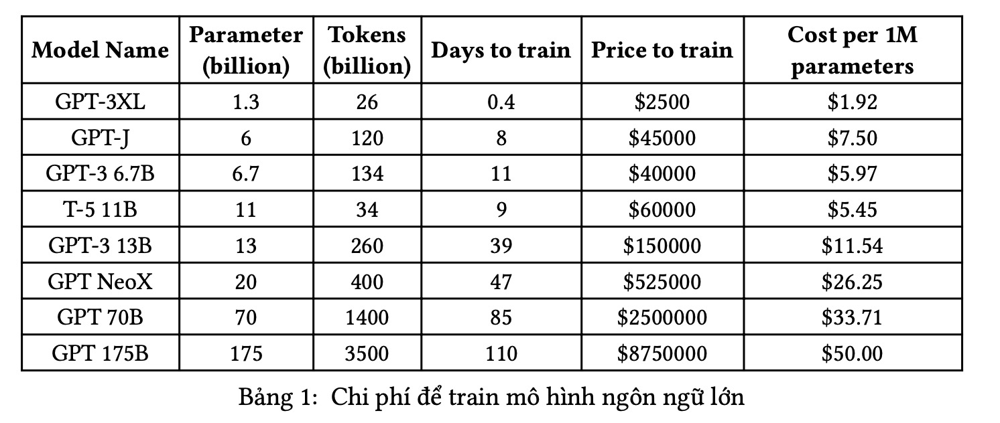 Model Name Parameter (billion) Tokens (billion) Days to train Price to train Cost per 1M parameters
GPT-3XL 1.3 26 0.4 $2500 $1.92
GPT-J 6 120 8 $45000 $7.50
GPT-3 6.7B 6.7 134 11 $40000 $5.97
T-5 11B 11 34 9 $60000 $5.45
GPT-3 13B 13 260 39 $150000 $11.54
GPT NeoX 20 400 47 $525000 $26.25
GPT 70B 70 1400 85 $2500000 $33.71
GPT 175B 175 3500 110 $8750000 $50.00
Bảng 1: Chi phí để train mô hình ngôn ngữ lớn